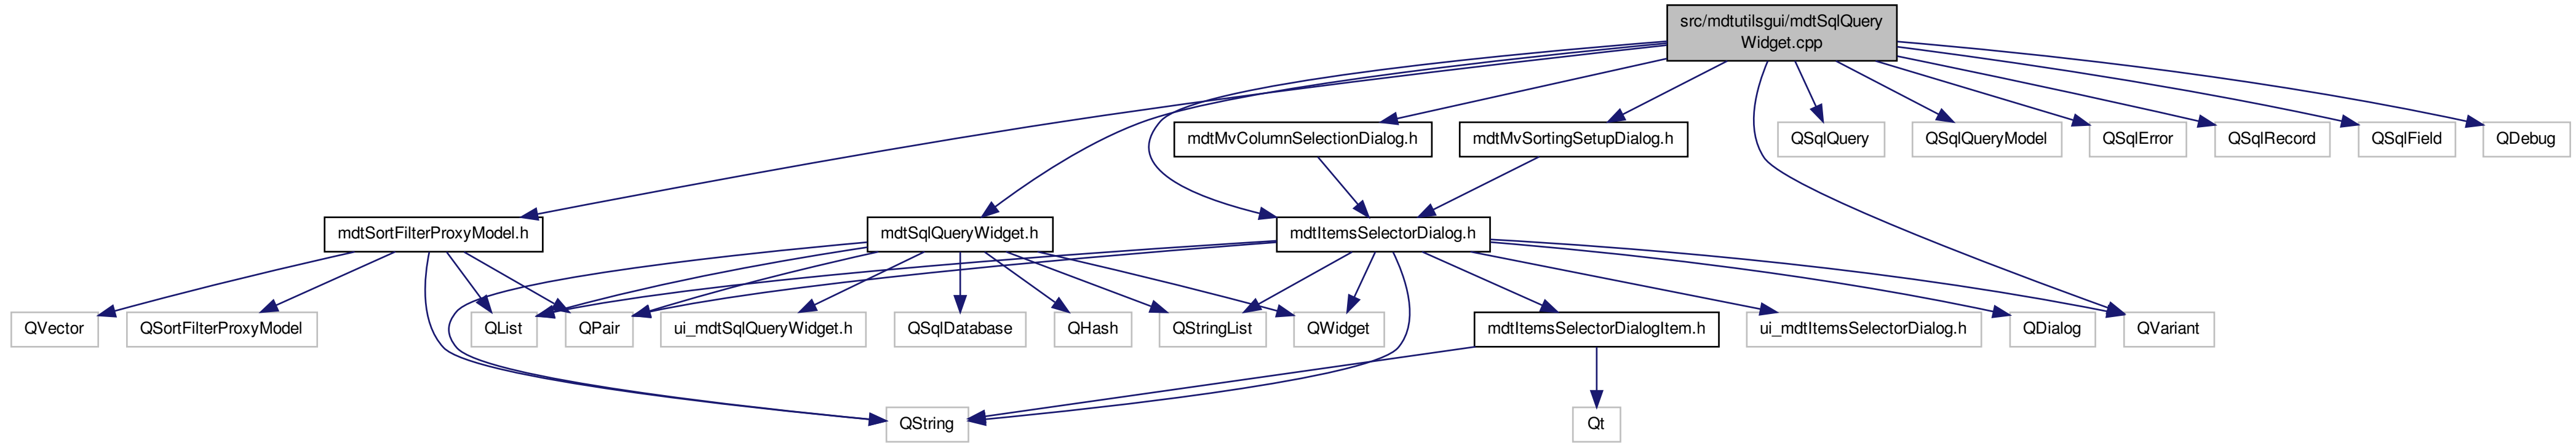 src/mdtutilsgui/mdtSqlQuery
Widget.cpp
mdtMvColumnSelectionDialog.h
mdtMvSortingSetupDialog.h
QSqlQuery
QSqlQueryModel
QSqlError
QSqlRecord
QSqlField
QDebug
mdtSortFilterProxyModel.h
mdtSqlQueryWidget.h
mdtItemsSelectorDialog.h
QVector
QSortFilterProxyModel
QList
QPair
ui_mdtSqlQueryWidget.h
QSqlDatabase
QHash
QStringList
QWidget
mdtItemsSelectorDialogItem.h
ui_mdtItemsSelectorDialog.h
QDialog
QVariant
QString
Qt